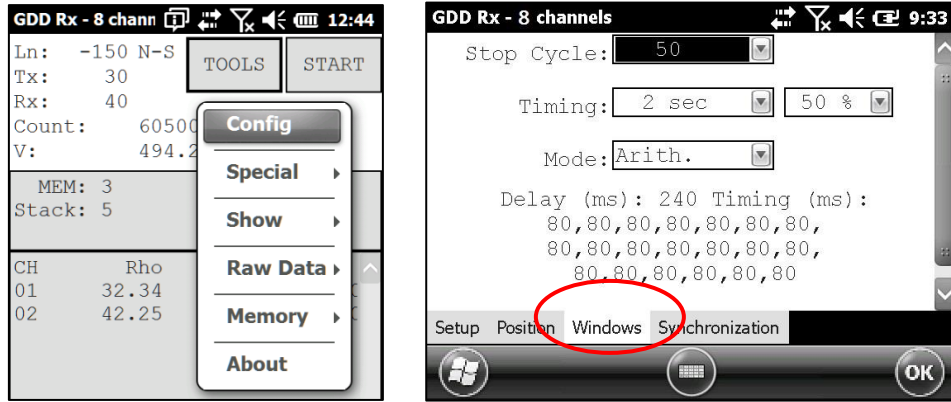 GDD Rx - 8 chann 12:44
Ln: -150 N-S
Tx: 30
Rx: 40
Count: 60500
V: 494.2
TOOLS START
MEM: 3
Stack: 5
CH Rho
01 32.34
02 42.25
Config
Special
Show
Raw Data
Memory
About
GDD Rx - 8 channels 9:33
Stop Cycle: 50
Timing: 2 sec 50 %
Mode: Arith.
Delay (ms): 240 Timing (ms):
80,80,80,80,80,80,80,
80,80,80,80,80,80,80,
80,80,80,80,80,80
Setup Position Windows Synchronization
OK